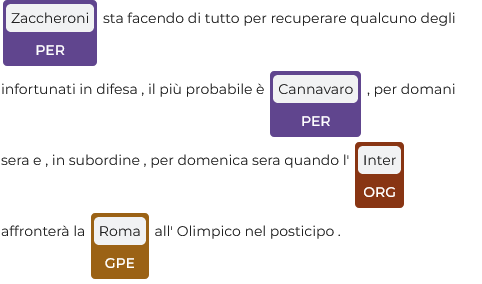 Zaccheroni sta facendo di tutto per recuperare qualcuno degli
PER
infortunati in difesa , il più probabile è Cannavaro , per domani
PER
sera e , in subordine , per domenica sera quando l' Inter
ORG
affronterà la Roma all' Olimpico nel posticipo .
GPE